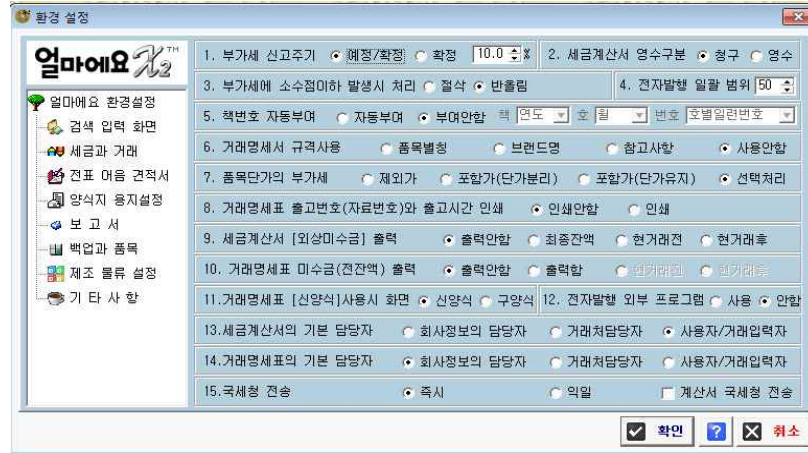 환경 설정
얼마에요 X2 TM
얼마에요 환경설정
검색 입력 화면
세금과 거래
전표 어음 견적서
양식지 용지설정
보 고 서
백업과 품목
제조 물류 설정
기 타 사 항
1. 부가세 신고주기 예정/확정 확정 10.0 % 2. 세금계산서 영수구분 청구 영수
3. 부가세에 소수점이하 발생시 처리 절삭 반올림 4. 전자발행 일괄 범위 50
5. 책번호 자동부여 자동부여 부여안함 책 연도 호 월 번호 호별일련번호
6. 거래명세서 규격사용 품목별칭 브랜드명 참고사항 사용안함
7. 품목단가의 부가세 제외가 포함가(단가분리) 포함가(단가유지) 선택처리
8. 거래명세표 출고번호(자료번호)와 출고시간 인쇄 인쇄안함 인쇄
9. 세금계산서 [외상미수금] 출력 출력안함 최종잔액 현거래전 현거래후
10. 거래명세표 미수금(전잔액) 출력 출력안함 출력함 현거래전 현거래후
11.거래명세표 [신양식]사용시 화면 신양식 구양식 12. 전자발행 외부 프로그램 사용 안함
13.세금계산서의 기본 담당자 회사정보의 담당자 거래처담당자 사용자/거래입력자
14.거래명세표의 기본 담당자 회사정보의 담당자 거래처담당자 사용자/거래입력자
15.국세청 전송 즉시 익일 계산서 국세청 전송
확인 ? 취소